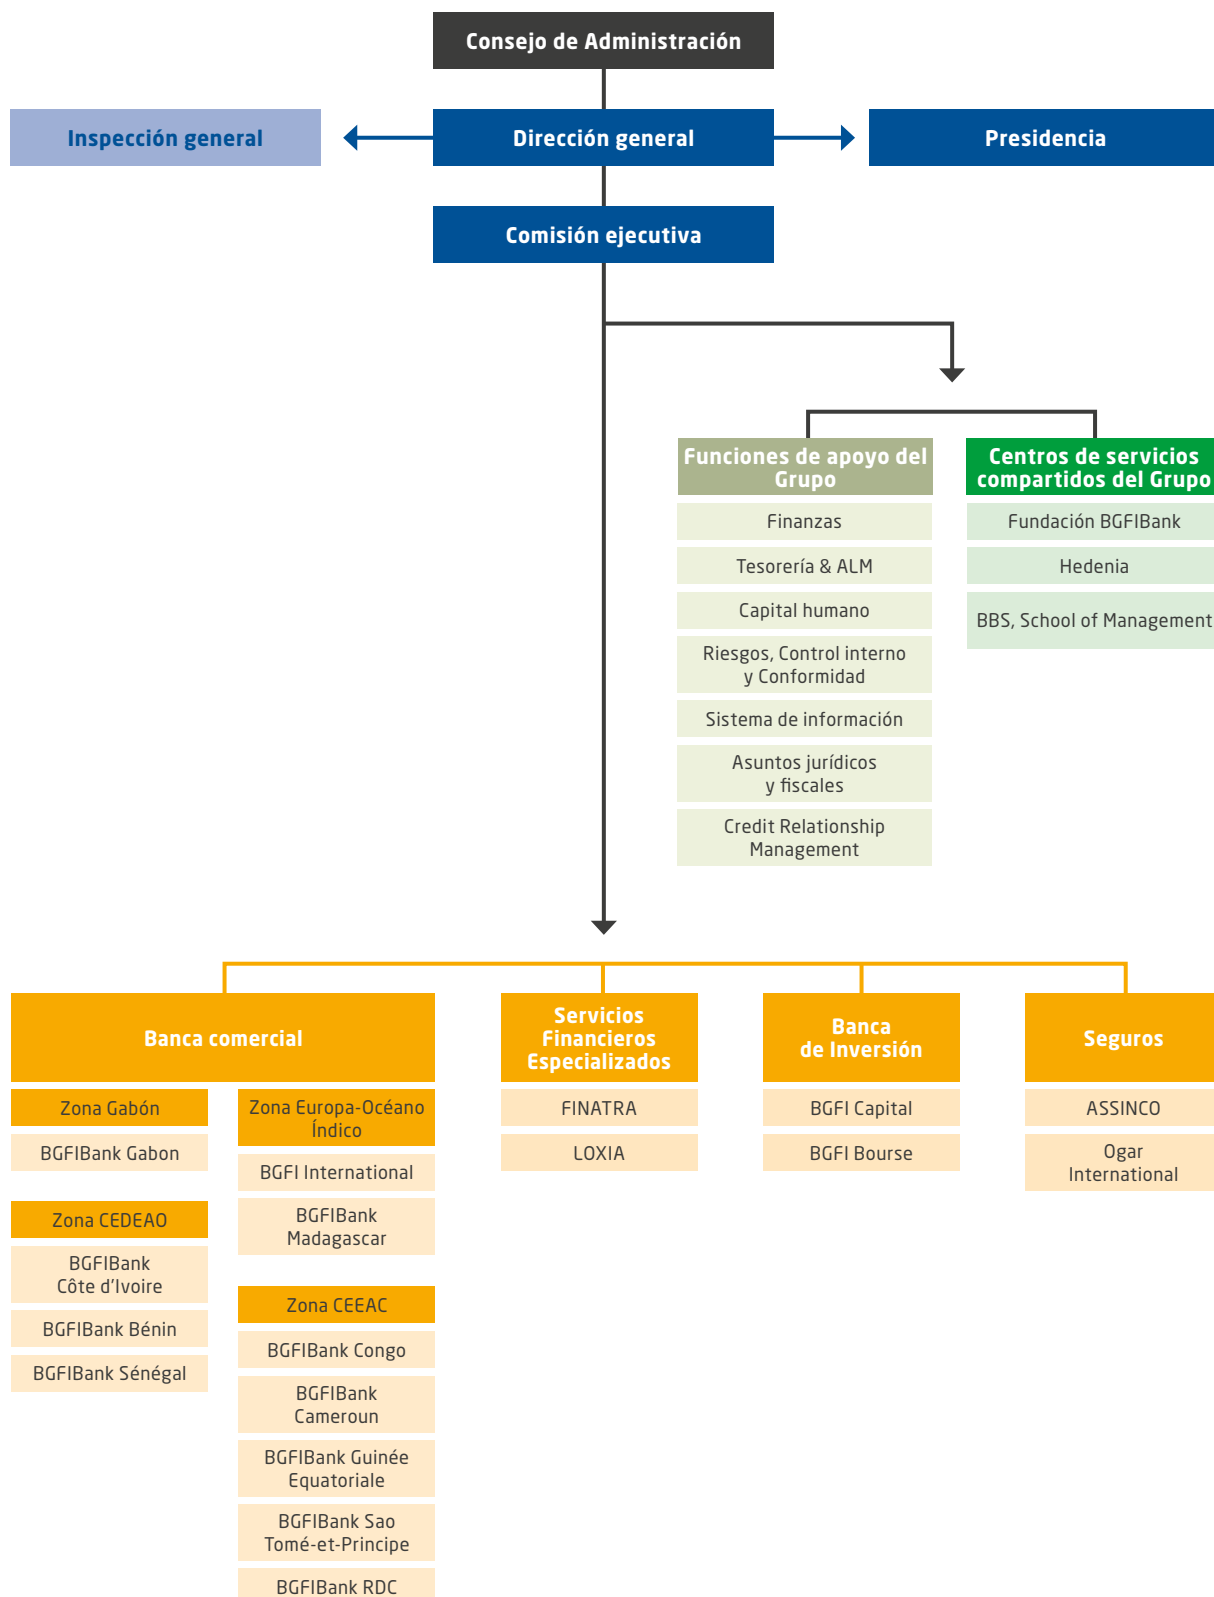 Consejo de Administración
Inspección general
Dirección general
Presidencia
Comisión ejecutiva
Funciones de apoyo del
Grupo
Finanzas
Tesorería & ALM
Capital humano
Riesgos, Control interno
y Conformidad
Sistema de información
Asuntos jurídicos
y fiscales
Credit Relationship
Management
Centros de servicios
compartidos del Grupo
Fundación BGFIBank
Hedenia
BBS, School of Management
Banca comercial
Zona Gabón
BGFIBank Gabon
Zona CEDEAO
BGFIBank
Côte d'Ivoire
BGFIBank Bénin
BGFIBank Sénégal
Zona Europa-Océano
Índico
BGFI International
BGFIBank
Madagascar
Zona CEEAC
BGFIBank Congo
BGFIBank
Cameroun
BGFIBank Guinée
Equatoriale
BGFIBank Sao
Tomé-et-Principe
BGFIBank RDC
Servicios
Financieros
Especializados
FINATRA
LOXIA
Banca
de Inversión
BGFI Capital
BGFI Bourse
Seguros
ASSINCO
Ogar
International